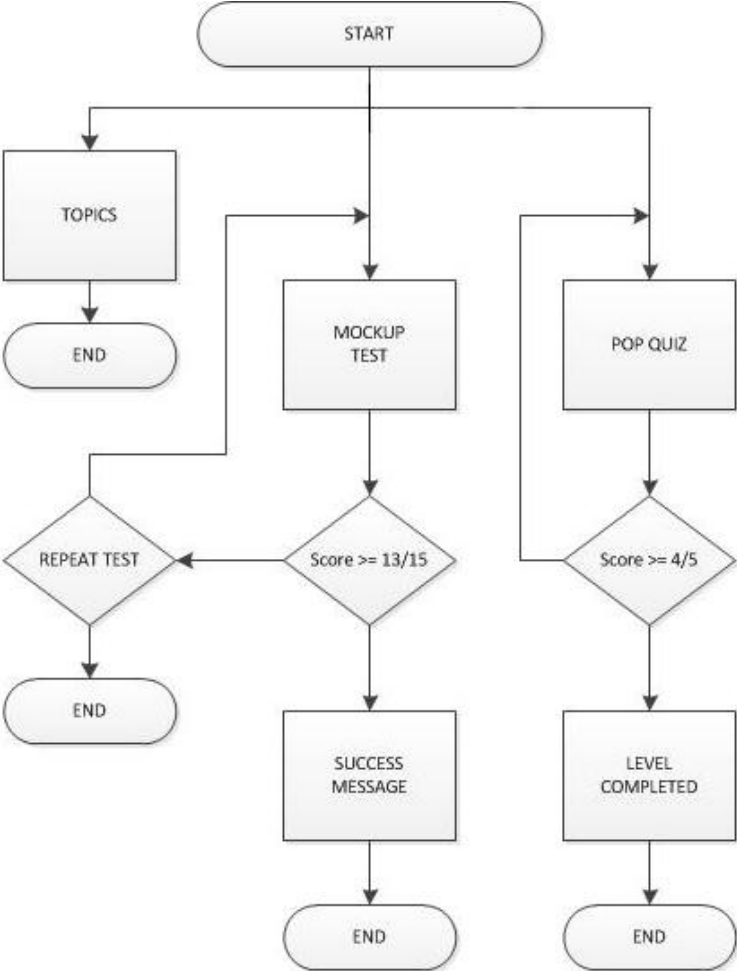 START
TOPICS
END
MOCKUP
TEST
POP QUIZ
REPEAT TEST
Score >= 13/15
Score >= 4/5
END
SUCCESS
MESSAGE
LEVEL
COMPLETED
END
END